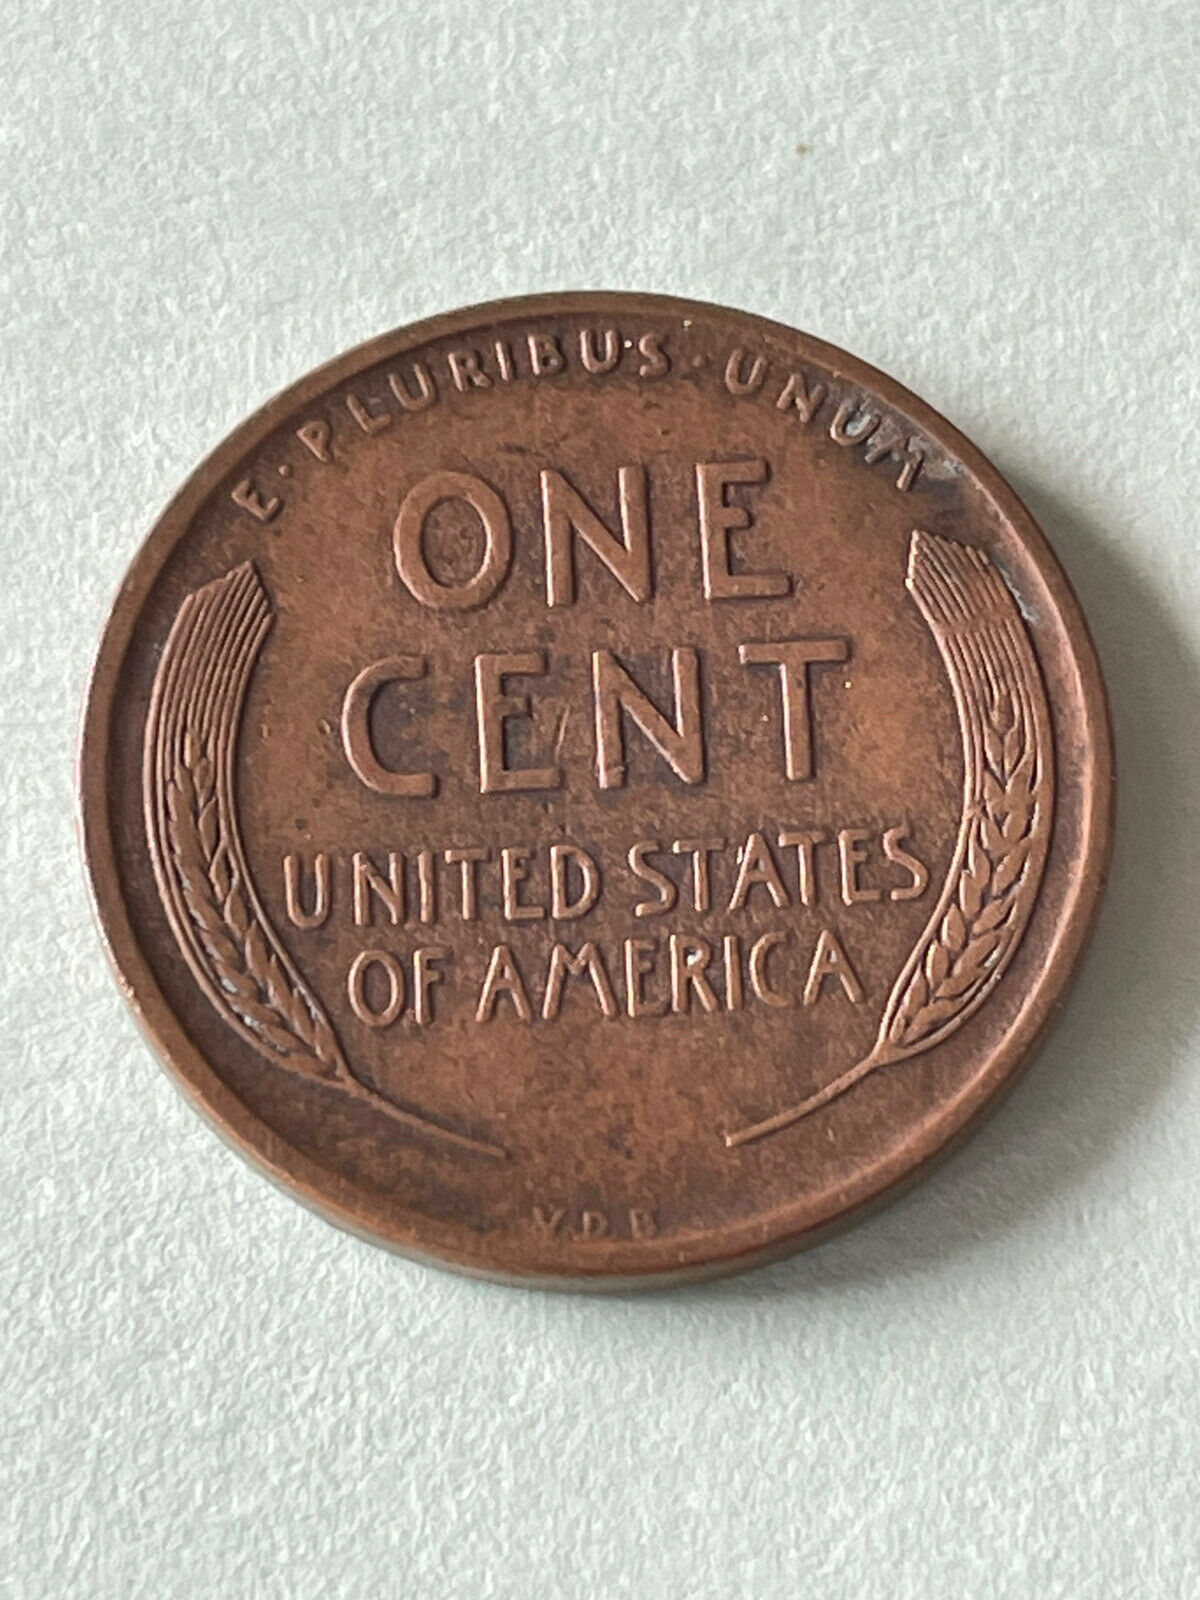 E·PLURIBUS·UNUM
ONE
CENT
UNITED STATES
OF AMERICA
V.D.B.